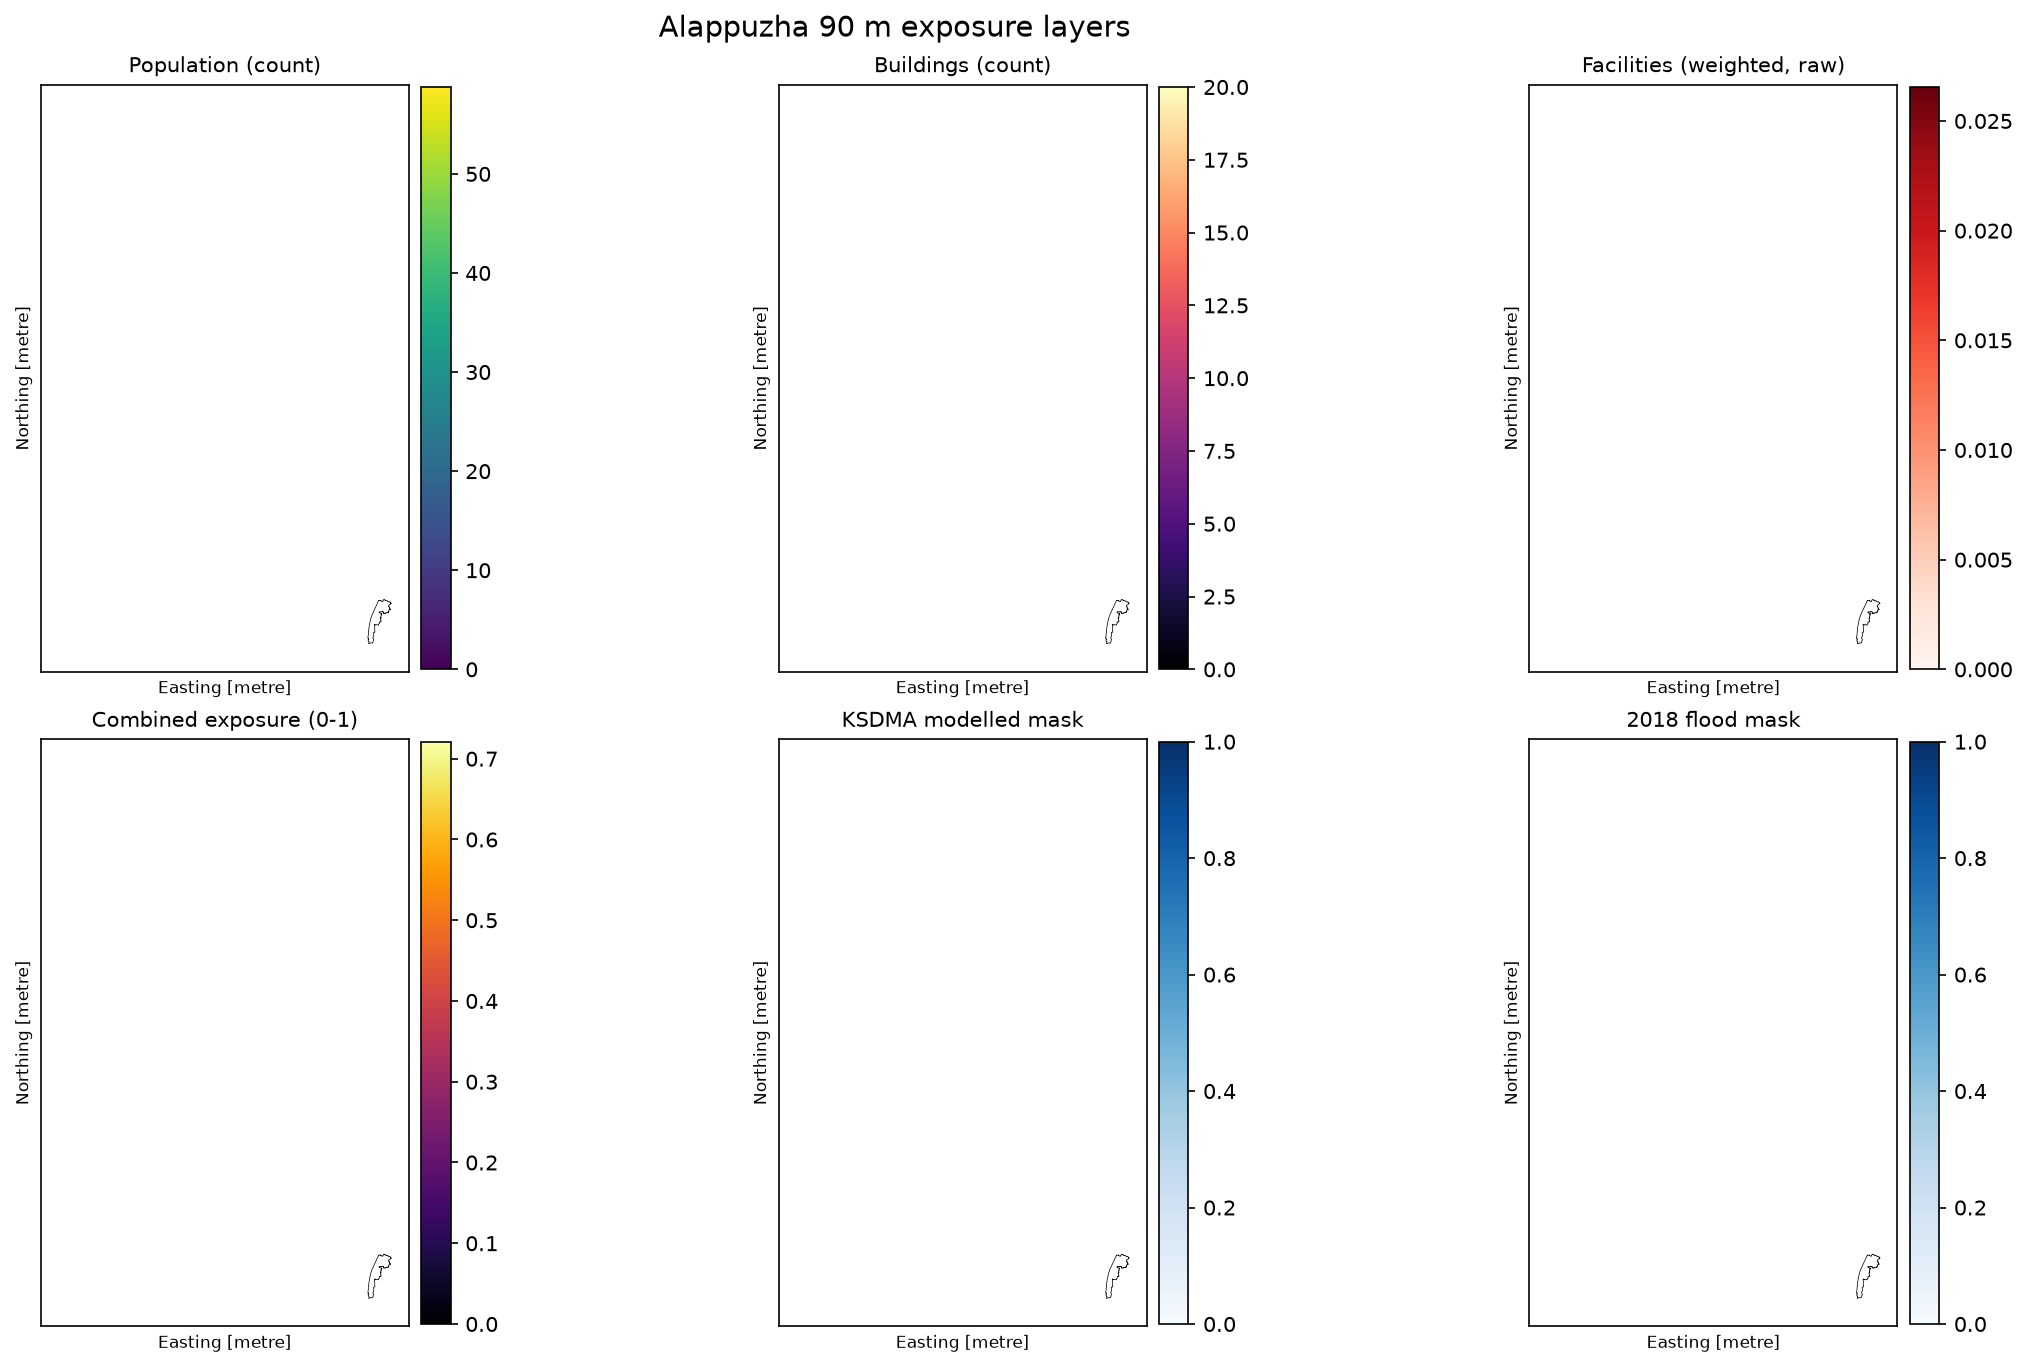 Alappuzha 90 m exposure layers
Population (count)
50
40
30
20
10
0
Northing [metre]
Easting [metre]
Buildings (count)
20.0
17.5
15.0
12.5
10.0
7.5
5.0
2.5
0.0
Northing [metre]
Easting [metre]
Facilities (weighted, raw)
0.025
0.020
0.015
0.010
0.005
0.000
Northing [metre]
Easting [metre]
Combined exposure (0-1)
0.7
0.6
0.5
0.4
0.3
0.2
0.1
0.0
Northing [metre]
Easting [metre]
KSDMA modelled mask
1.0
0.8
0.6
0.4
0.2
0.0
Northing [metre]
Easting [metre]
2018 flood mask
1.0
0.8
0.6
0.4
0.2
0.0
Northing [metre]
Easting [metre]